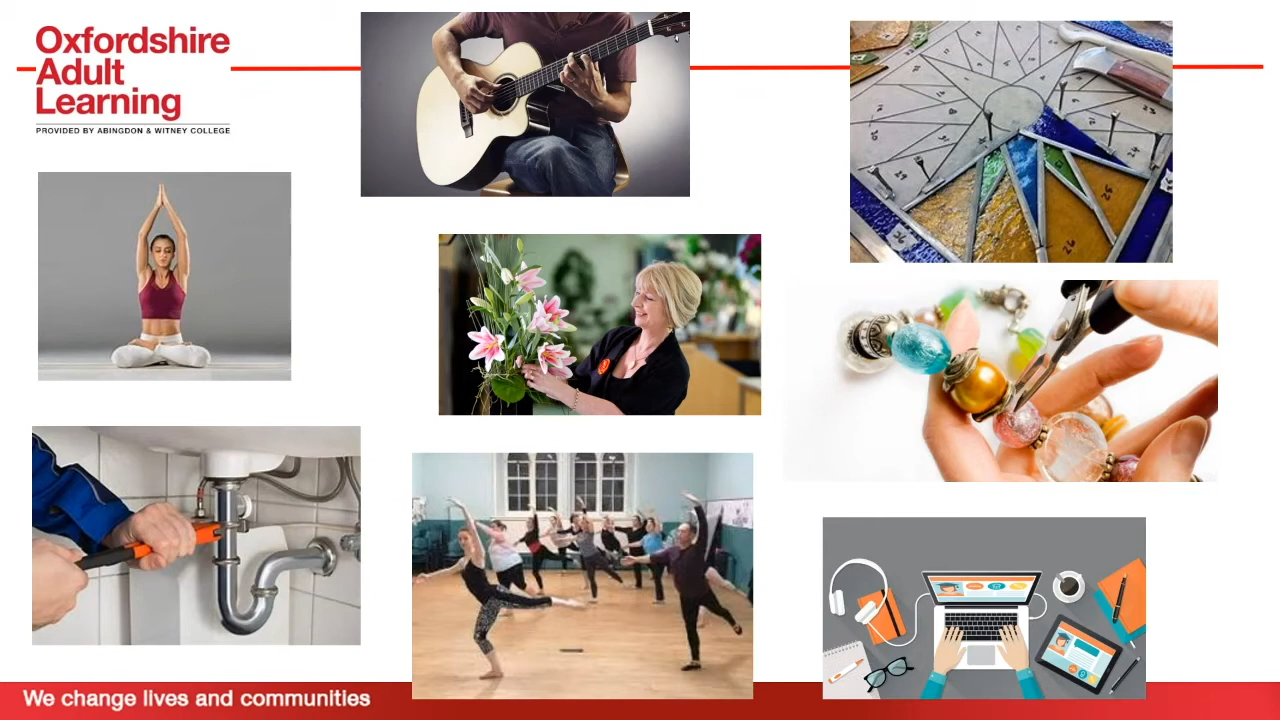 Oxfordshire
Adult
Learning
PROVIDED BY ABINGDON & WITNEY COLLEGE
We change lives and communities